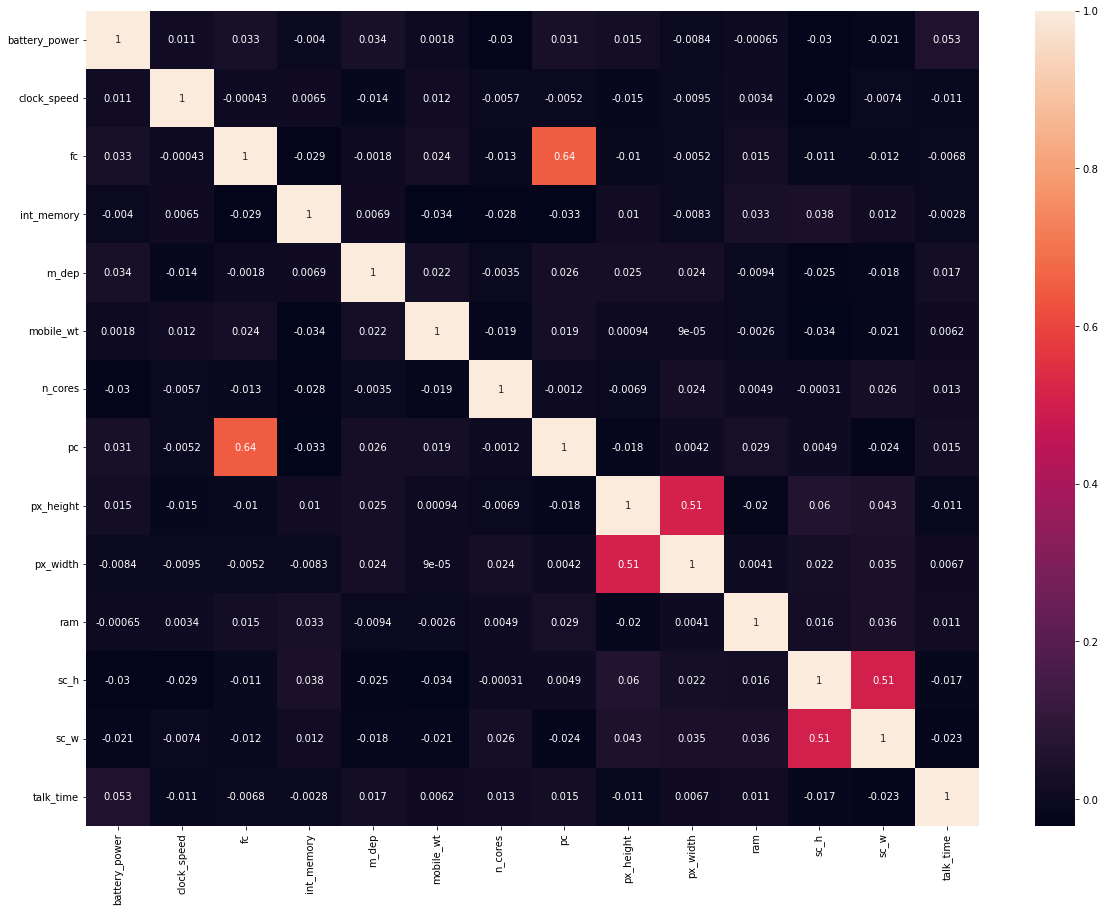 battery_power 1 0.011 0.033 -0.004 0.034 0.0018 -0.03 0.031 0.015 -0.0084 -0.00065 -0.03 -0.021 0.053
clock_speed 0.011 1 -0.00043 0.0065 -0.014 0.012 -0.0057 -0.0052 -0.015 -0.0095 0.0034 -0.029 -0.0074 -0.011
fc 0.033 -0.00043 1 -0.029 -0.0018 0.024 -0.013 0.64 -0.01 -0.0052 0.015 -0.011 -0.012 -0.0068
int_memory -0.004 0.0065 -0.029 1 0.0069 -0.034 -0.028 -0.033 0.01 -0.0083 0.033 0.038 0.012 -0.0028
m_dep 0.034 -0.014 -0.0018 0.0069 1 0.022 -0.0035 0.026 0.025 0.024 -0.0094 -0.025 -0.018 0.017
mobile_wt 0.0018 0.012 0.024 -0.034 0.022 1 -0.019 0.019 0.00094 9e-05 -0.0026 -0.034 -0.021 0.0062
n_cores -0.03 -0.0057 -0.013 -0.028 -0.0035 -0.019 1 -0.0012 -0.0069 0.024 0.0049 -0.00031 0.026 0.013
pc 0.031 -0.0052 0.64 -0.033 0.026 0.019 -0.0012 1 -0.018 0.0042 0.029 0.0049 -0.024 0.015
px_height 0.015 -0.015 -0.01 0.01 0.025 0.00094 -0.0069 -0.018 1 0.51 -0.02 0.06 0.043 -0.011
px_width -0.0084 -0.0095 -0.0052 -0.0083 0.024 9e-05 0.024 0.0042 0.51 1 0.0041 0.022 0.035 0.0067
ram -0.00065 0.0034 0.015 0.033 -0.0094 -0.0026 0.0049 0.029 -0.02 0.0041 1 0.016 0.036 0.011
sc_h -0.03 -0.029 -0.011 0.038 -0.025 -0.034 -0.00031 0.0049 0.06 0.022 0.016 1 0.51 -0.017
sc_w -0.021 -0.0074 -0.012 0.012 -0.018 -0.021 0.026 -0.024 0.043 0.035 0.036 0.51 1 -0.023
talk_time 0.053 -0.011 -0.0068 -0.0028 0.017 0.0062 0.013 0.015 -0.011 0.0067 0.011 -0.017 -0.023 1
battery_power clock_speed fc int_memory m_dep mobile_wt n_cores pc px_height px_width ram sc_h sc_w talk_time
1.0
0.8
0.6
0.4
0.2
0.0